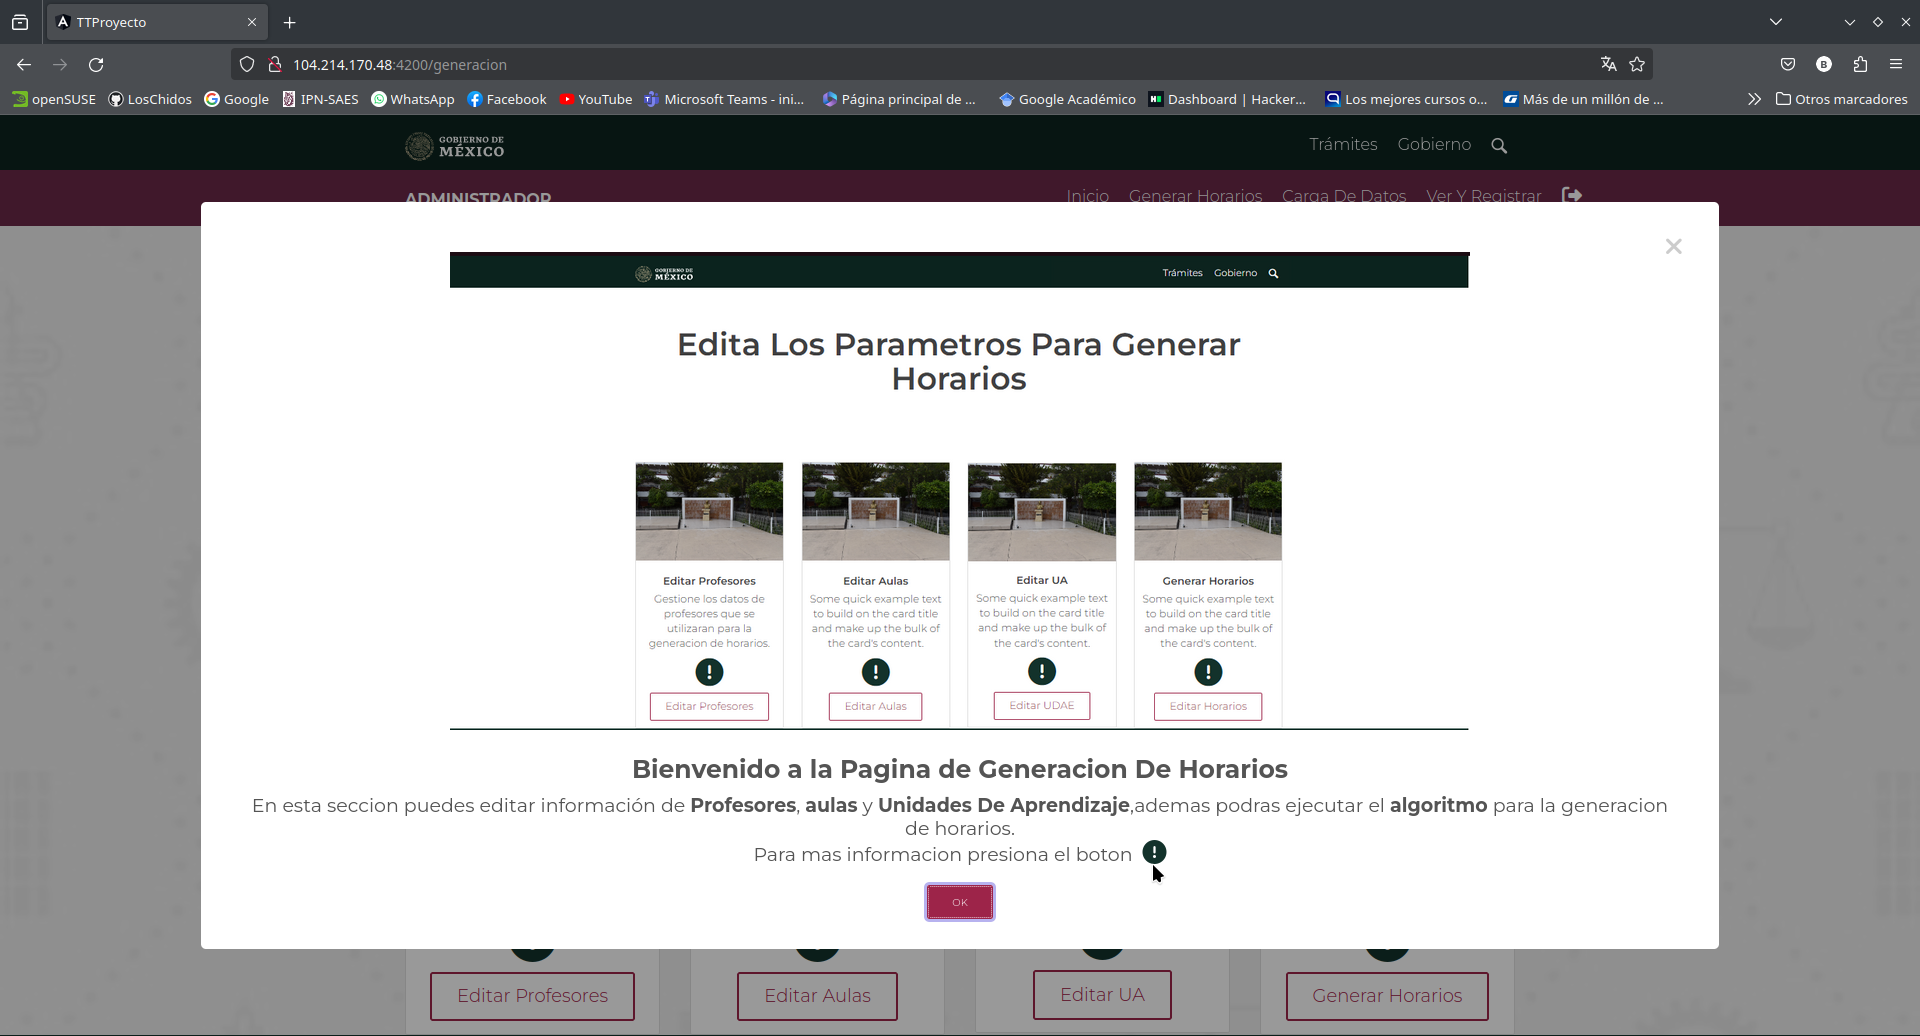 TTProyecto
104.214.170.48:4200/generacion
openSUSE LosChidos Google IPN-SAES WhatsApp Facebook YouTube Microsoft Teams - ini... Página principal de ... Google Académico Dashboard | Hacker... Los mejores cursos o... Más de un millón de ... Otros marcadores
GOBIERNO DE
MÉXICO
Trámites Gobierno
ADMINISTRADOR
Inicio Generar Horarios Carga De Datos Ver Y Registrar
GOBIERNO DE
MÉXICO
Trámites Gobierno
Edita Los Parametros Para Generar
Horarios
Editar Profesores
Gestione los datos de
profesores que se
utilizaran para la
generacion de horarios.
Editar Profesores
Editar Aulas
Some quick example text
to build on the card title
and make up the bulk of
the card's content.
Editar Aulas
Editar UA
Some quick example text
to build on the card title
and make up the bulk of
the card's content.
Editar UDAE
Generar Horarios
Some quick example text
to build on the card title
and make up the bulk of
the card's content.
Editar Horarios
Bienvenido a la Pagina de Generacion De Horarios
En esta seccion puedes editar información de Profesores, aulas y Unidades De Aprendizaje,ademas podras ejecutar el algoritmo para la generacion
de horarios.
Para mas informacion presiona el boton
OK
Editar Profesores Editar Aulas Editar UA Generar Horarios